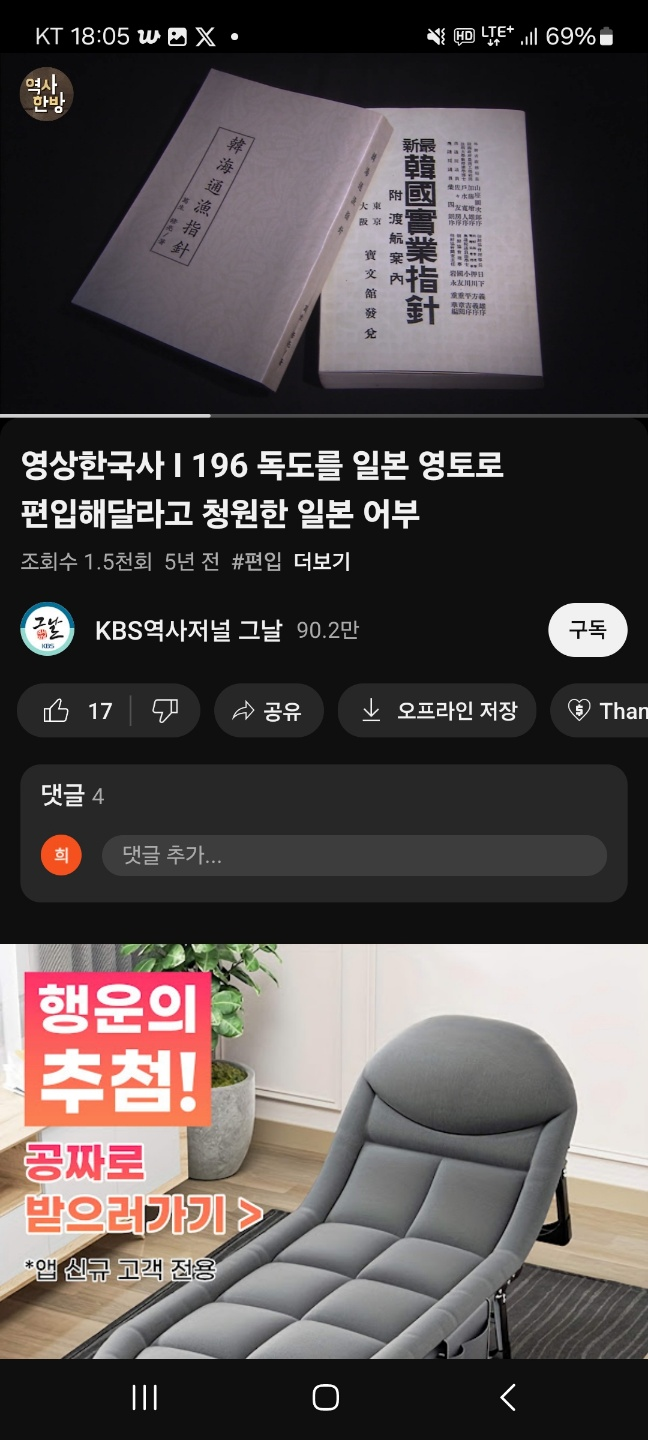 KT 18:05
HD LTE+ 69%
역사
한방
韓海通漁指針
最新
韓國實業指針
附渡航案內
東京
大阪
寶文館發兌
영상한국사 I 196 독도를 일본 영토로
편입해달라고 청원한 일본 어부
조회수 1.5천회 5년 전 #편입 더보기
그날
KBS
KBS역사저널 그날 90.2만
구독
17
공유
오프라인 저장
Than
댓글 4
희
댓글 추가...
행운의
추첨!
공짜로
받으러가기 >
*앱 신규 고객 전용